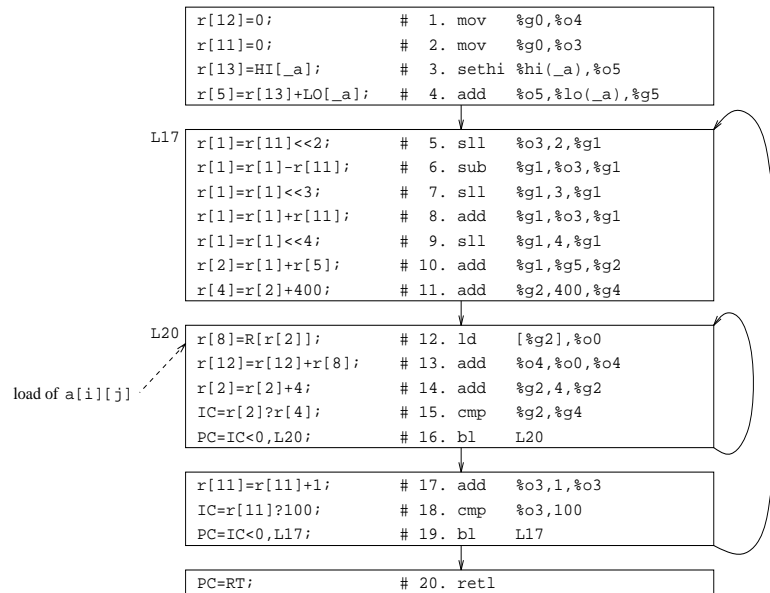 r[12]=0; # 1. mov %g0,%o4
r[11]=0; # 2. mov %g0,%o3
r[13]=HI[_a]; # 3. sethi %hi(_a),%o5
r[5]=r[13]+LO[_a]; # 4. add %o5,%lo(_a),%g5
L17 r[1]=r[11]<<2; # 5. sll %o3,2,%g1
r[1]=r[1]-r[11]; # 6. sub %g1,%o3,%g1
r[1]=r[1]<<3; # 7. sll %g1,3,%g1
r[1]=r[1]+r[11]; # 8. add %g1,%o3,%g1
r[1]=r[1]<<4; # 9. sll %g1,4,%g1
r[2]=r[1]+r[5]; # 10. add %g1,%g5,%g2
r[4]=r[2]+400; # 11. add %g2,400,%g4
L20 r[8]=R[r[2]]; # 12. ld [%g2],%o0
r[12]=r[12]+r[8]; # 13. add %o4,%o0,%o4
r[2]=r[2]+4; # 14. add %g2,4,%g2
load of a[i][j]
IC=r[2]?r[4]; # 15. cmp %g2,%g4
PC=IC<0,L20; # 16. bl L20
r[11]=r[11]+1; # 17. add %o3,1,%o3
IC=r[11]?100; # 18. cmp %o3,100
PC=IC<0,L17; # 19. bl L17
PC=RT; # 20. retl